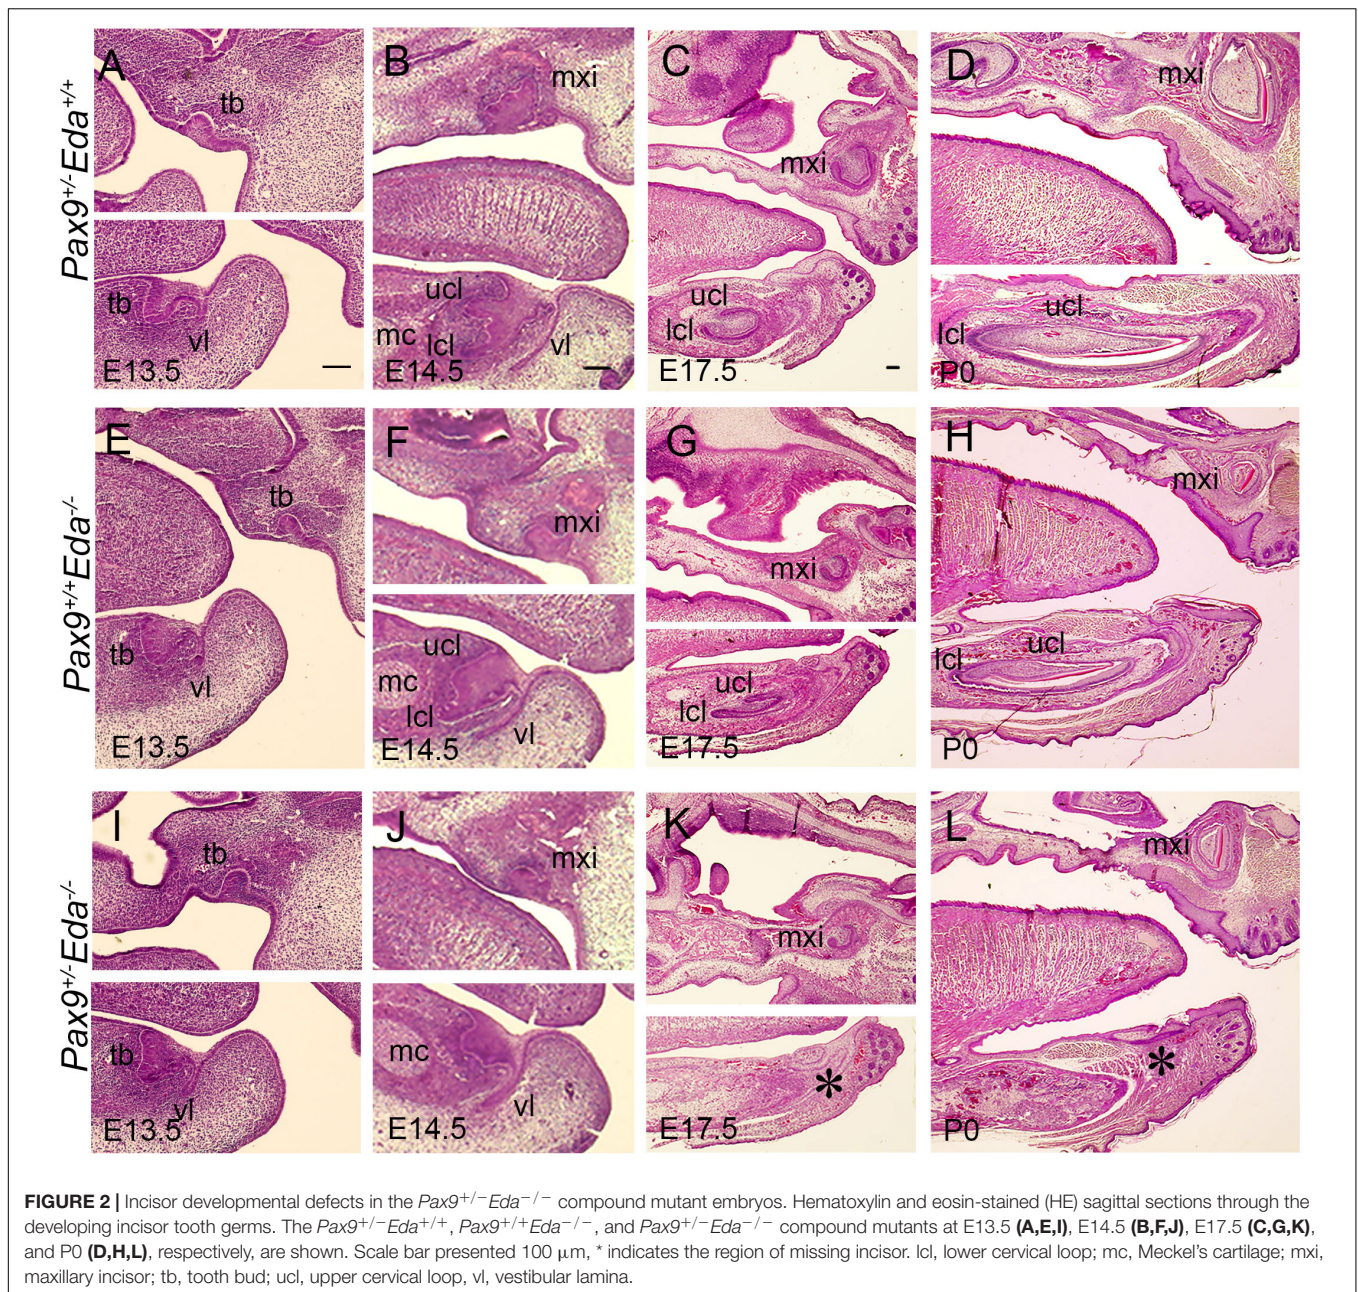 Pax9+/-Eda+/+
A
tb
tb
vl
E13.5
B
mxi
ucl
mc
lcl
vl
E14.5
C
mxi
ucl
lcl
E17.5
D
mxi
ucl
lcl
P0
Pax9+/+Eda-/-
E
tb
tb
vl
E13.5
F
mxi
ucl
mc
lcl
vl
E14.5
G
mxi
ucl
lcl
E17.5
H
mxi
ucl
lcl
P0
Pax9+/-Eda-/-
I
tb
tb
vl
E13.5
J
mxi
mc
vl
E14.5
K
mxi
*
E17.5
L
mxi
*
P0
FIGURE 2 | Incisor developmental defects in the Pax9+/−Eda−/− compound mutant embryos. Hematoxylin and eosin-stained (HE) sagittal sections through the
developing incisor tooth germs. The Pax9+/−Eda+/+, Pax9+/+Eda−/−, and Pax9+/−Eda−/− compound mutants at E13.5 (A,E,I), E14.5 (B,F,J), E17.5 (C,G,K),
and P0 (D,H,L), respectively, are shown. Scale bar presented 100 μm, * indicates the region of missing incisor. lcl, lower cervical loop; mc, Meckel's cartilage; mxi,
maxillary incisor; tb, tooth bud; ucl, upper cervical loop, vl, vestibular lamina.